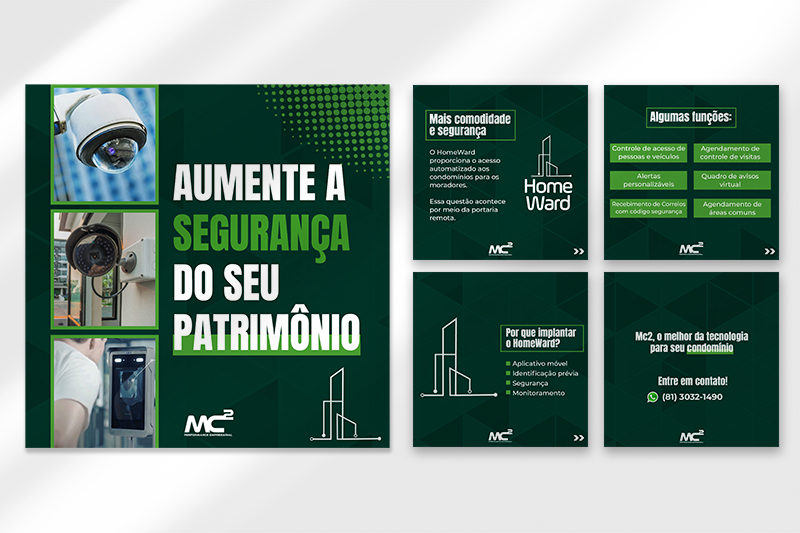 AUMENTE A
SEGURANÇA
DO SEU
PATRIMÔNIO
MC2
Mais comodidade
e segurança
O HomeWard
proporciona o acesso
automatizado aos
condomínios para os
moradores.
Essa questão acontece
por meio da portaria
remota.
Home
Ward
MC2
»
Algumas funções:
Controle de acesso de
pessoas e veículos
Agendamento de
controle de visitas
Alertas
personalizáveis
Quadro de avisos
virtual
Recebimento de Correios
com código segurança
Agendamento de
áreas comuns
MC2
»
Por que implantar
o HomeWard?
Aplicativo móvel
Identificação prévia
Segurança
Monitoramento
MC2
»
Mc2, o melhor da tecnologia
para seu condomínio
Entre em contato!
(81) 3032-1490
MC2